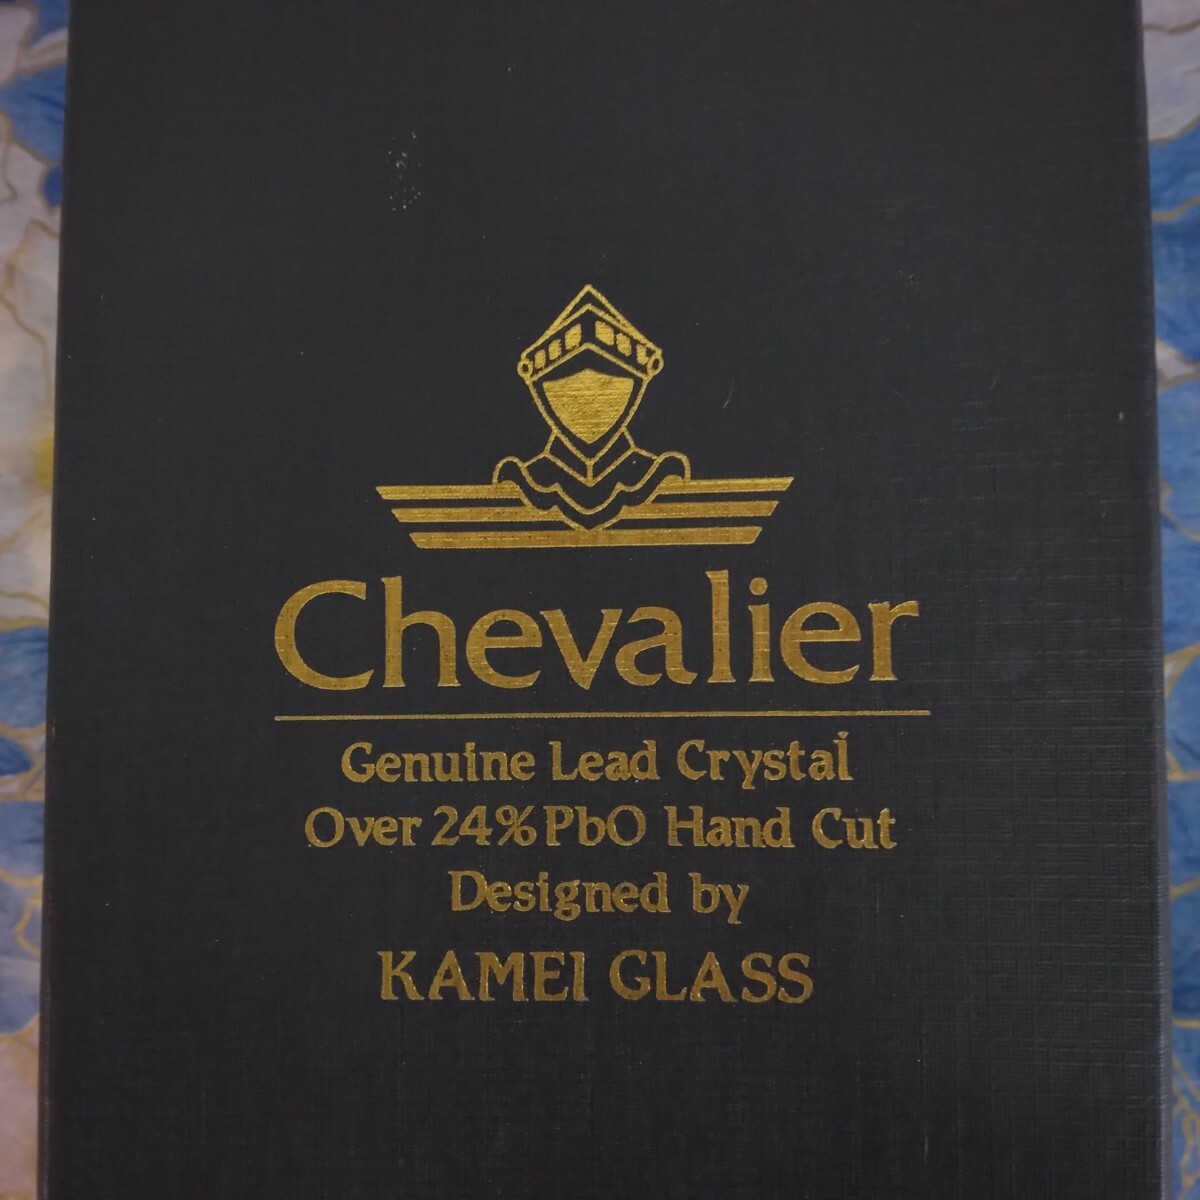 Chevalier
Genuine Lead Crystal
Over 24% PbO Hand Cut
Designed by
KAMEI GLASS